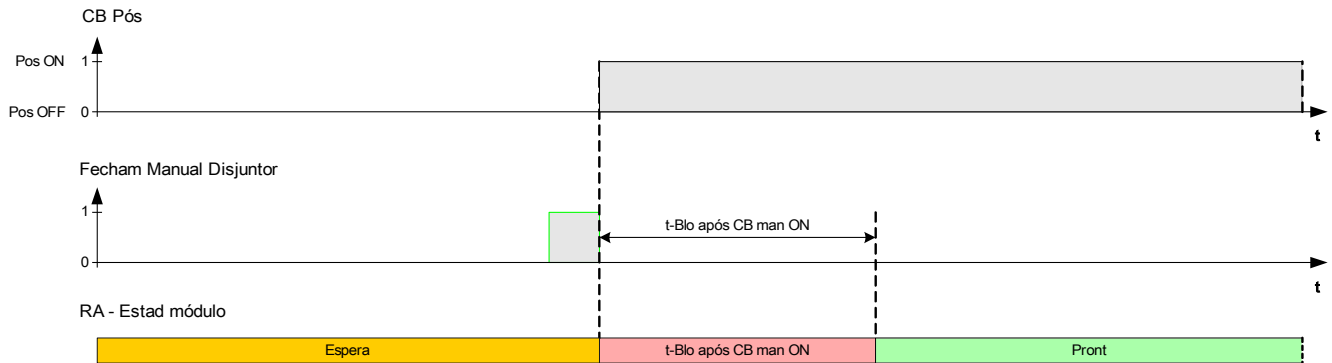 CB Pós
Pos ON 1
Pos OFF 0
t
Fecham Manual Disjuntor
1
t-Blo após CB man ON
0
t
RA - Estad módulo
Espera t-Blo após CB man ON Pront